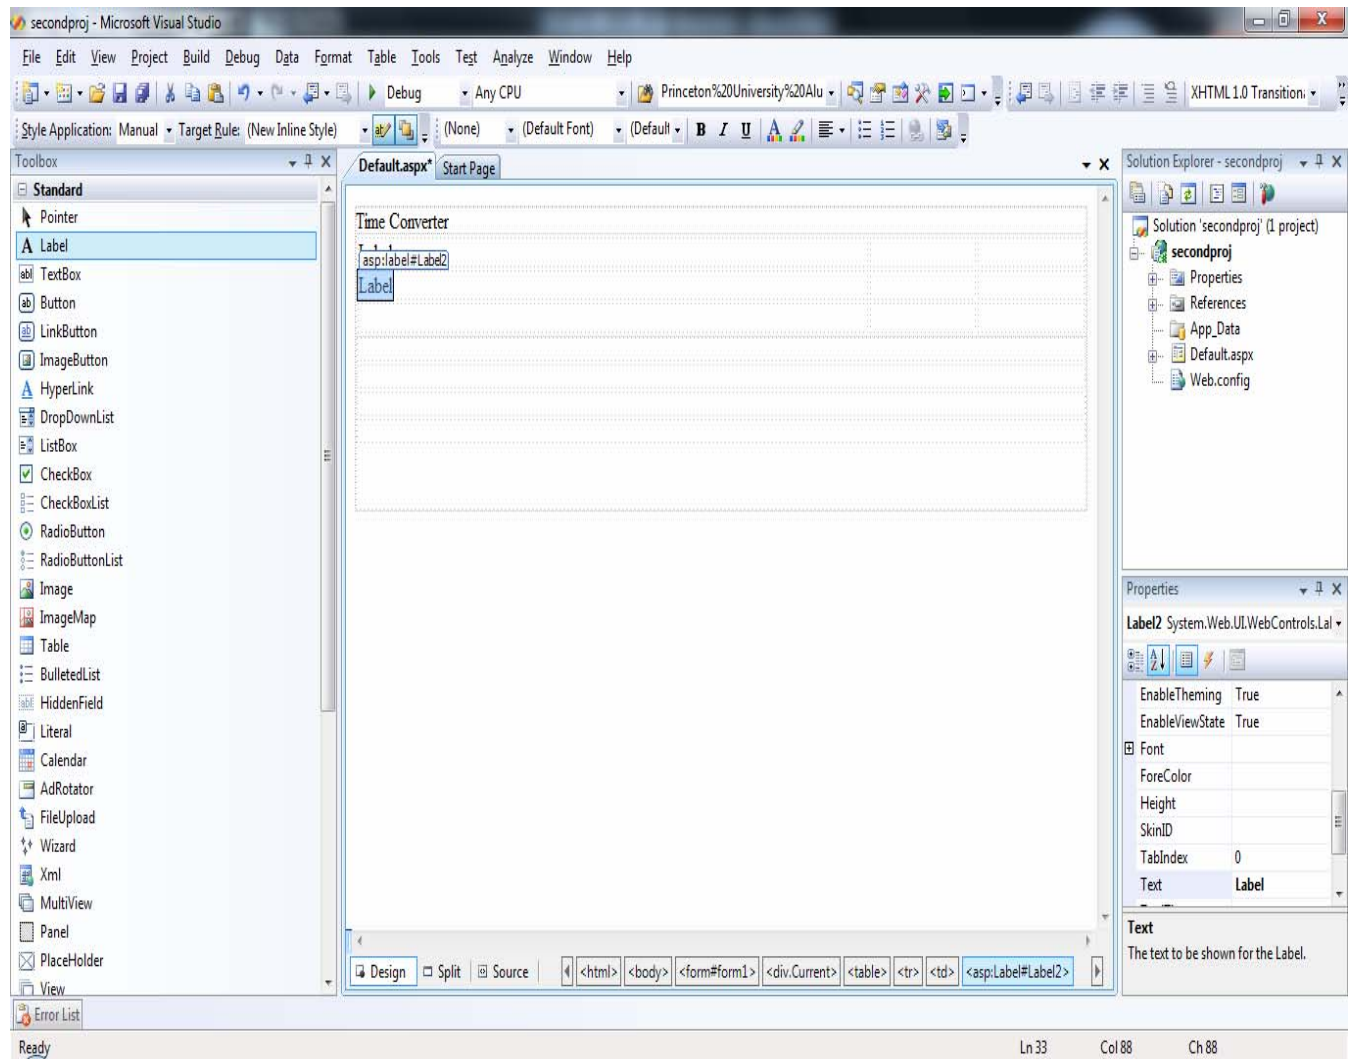 secondproj - Microsoft Visual Studio
File Edit View Project Build Debug Data Format Table Tools Test Analyze Window Help
Debug Any CPU Princeton%20University%20Alu XHTML 1.0 Transition
Style Application: Manual Target Rule: (New Inline Style) (None) (Default Font) (Default B I U
Toolbox
Standard
Pointer
A Label
abl TextBox
ab Button
ab LinkButton
ImageButton
A HyperLink
DropDownList
ListBox
CheckBox
CheckBoxList
RadioButton
RadioButtonList
Image
ImageMap
Table
BulletedList
HiddenField
Literal
Calendar
AdRotator
FileUpload
Wizard
Xml
MultiView
Panel
PlaceHolder
View
Default.aspx* Start Page
Time Converter
asp:label#Label2
Label
Design Split Source <html> <body> <form#form1> <div.Current> <table> <tr> <td> <asp:Label#Label2>
Solution Explorer - secondproj
Solution 'secondproj' (1 project)
secondproj
Properties
References
App_Data
Default.aspx
Web.config
Properties
Label2 System.Web.UI.WebControls.Lal
EnableTheming True
EnableViewState True
Font
ForeColor
Height
SkinID
TabIndex 0
Text Label
Text
The text to be shown for the Label.
Error List
Ready Ln 33 Col 88 Ch 88